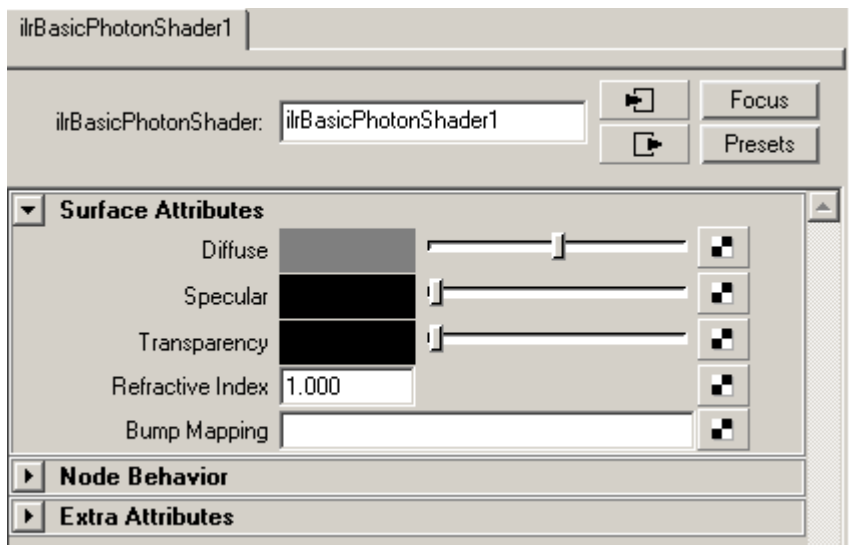 ilrBasicPhotonShader1
ilrBasicPhotonShader: ilrBasicPhotonShader1
Focus
Presets
Surface Attributes
Diffuse
Specular
Transparency
Refractive Index 1.000
Bump Mapping
Node Behavior
Extra Attributes